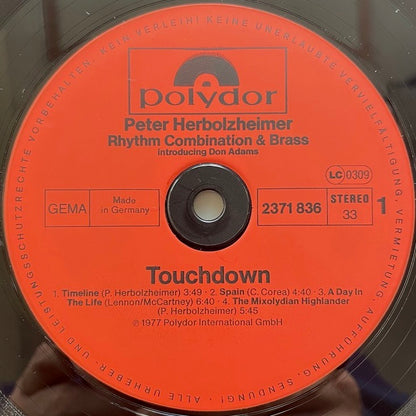 ALLE URHEBER- UND LEISTUNGSSCHUTZRECHTE VORBEHALTEN. KEIN VERLEIH! KEINE UNERLAUBTE VERVIELFÄLTIGUNG, VERMIETUNG, AUFFÜHRUNG, SENDUNG!
polydor
Peter Herbolzheimer
Rhythm Combination & Brass
introducing Don Adams
LC 0309
GEMA
Made in
Germany
2371 836
STEREO
33
1
Touchdown
1. Timeline (P. Herbolzheimer) 3:49 · 2. Spain (C. Corea) 4:40 · 3. A Day In
The Life (Lennon/McCartney) 6:40 · 4. The Mixolydian Highlander
(P. Herbolzheimer) 5:45
℗ 1977 Polydor International GmbH